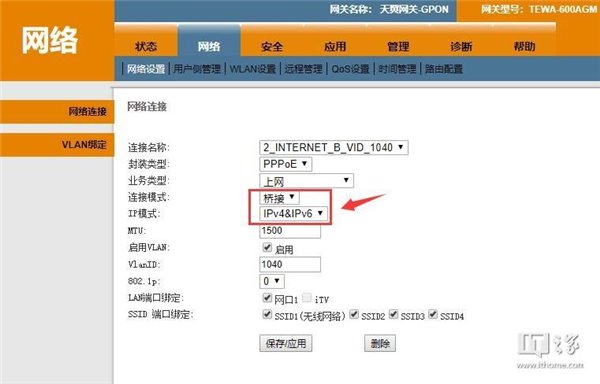 网关名称: 天翼网关-GPON 网关型号: TEWA-600AGM
网络
状态 网络 安全 应用 管理 诊断 帮助
网络设置 用户侧管理 WLAN设置 远程管理 QoS设置 时间管理 路由配置
网络连接
VLAN绑定
网络连接
连接名称: 2_INTERNET_B_VID_1040
封装类型: PPPoE
业务类型: 上网
连接模式: 桥接
IP模式: IPv4&IPv6
MTU: 1500
启用VLAN: 启用
VlanID: 1040
802.1p: 0
LAN端口绑定: 网口1 iTV
SSID 端口绑定: SSID1(无线网络) SSID2 SSID3 SSID4
保存/应用 删除
IT之家
www.ithome.com